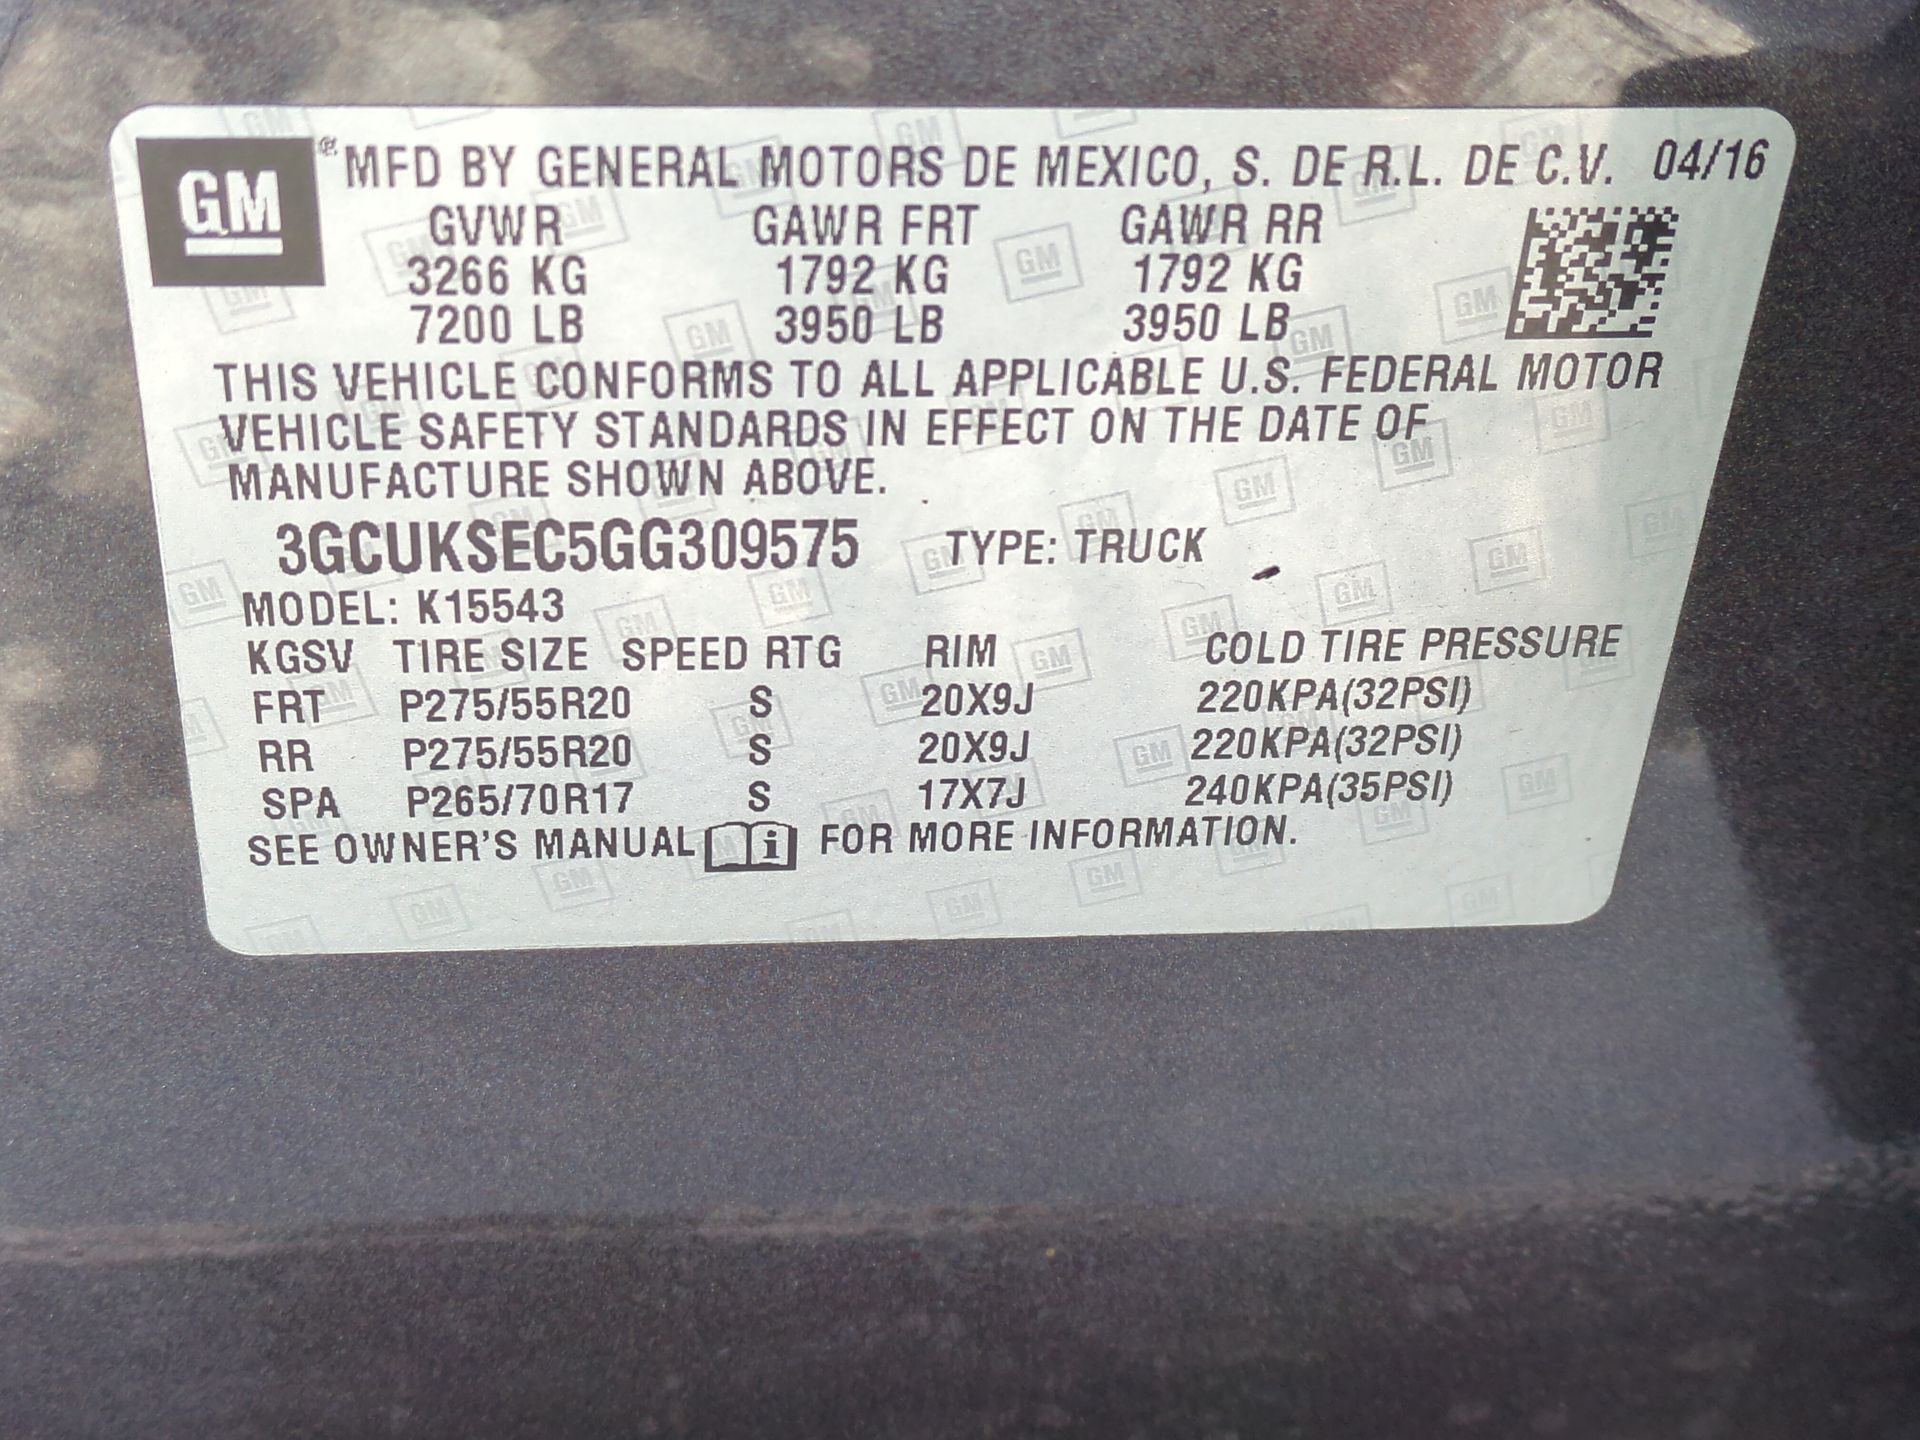 GM ® MFD BY GENERAL MOTORS DE MEXICO, S. DE R.L. DE C.V. 04/16
GVWR GAWR FRT GAWR RR
3266 KG 1792 KG 1792 KG
7200 LB 3950 LB 3950 LB
THIS VEHICLE CONFORMS TO ALL APPLICABLE U.S. FEDERAL MOTOR
VEHICLE SAFETY STANDARDS IN EFFECT ON THE DATE OF
MANUFACTURE SHOWN ABOVE.
3GCUKSEC5GG309575 TYPE: TRUCK
MODEL: K15543
KGSV TIRE SIZE SPEED RTG RIM COLD TIRE PRESSURE
FRT P275/55R20 S 20X9J 220KPA(32PSI)
RR P275/55R20 S 20X9J 220KPA(32PSI)
SPA P265/70R17 S 17X7J 240KPA(35PSI)
SEE OWNER'S MANUAL i FOR MORE INFORMATION.